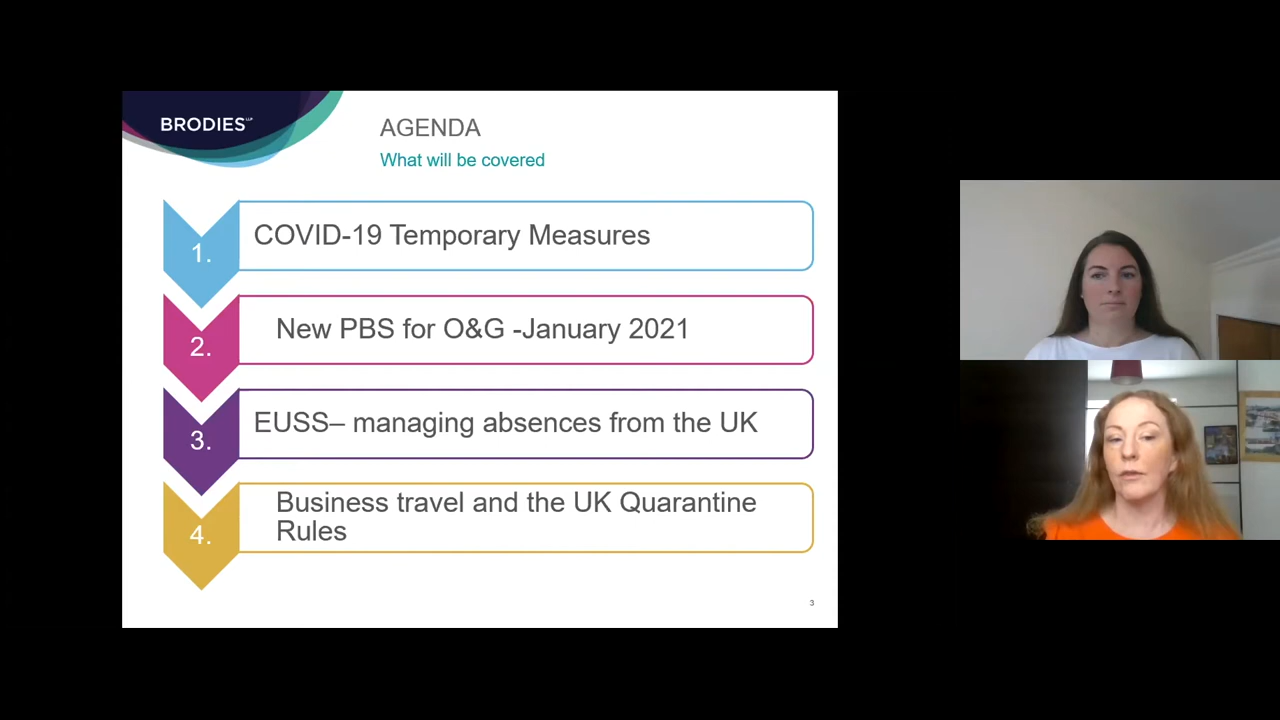 BRODIES LLP
AGENDA
What will be covered
1.
COVID-19 Temporary Measures
2.
New PBS for O&G -January 2021
3.
EUSS– managing absences from the UK
4.
Business travel and the UK Quarantine
Rules
3